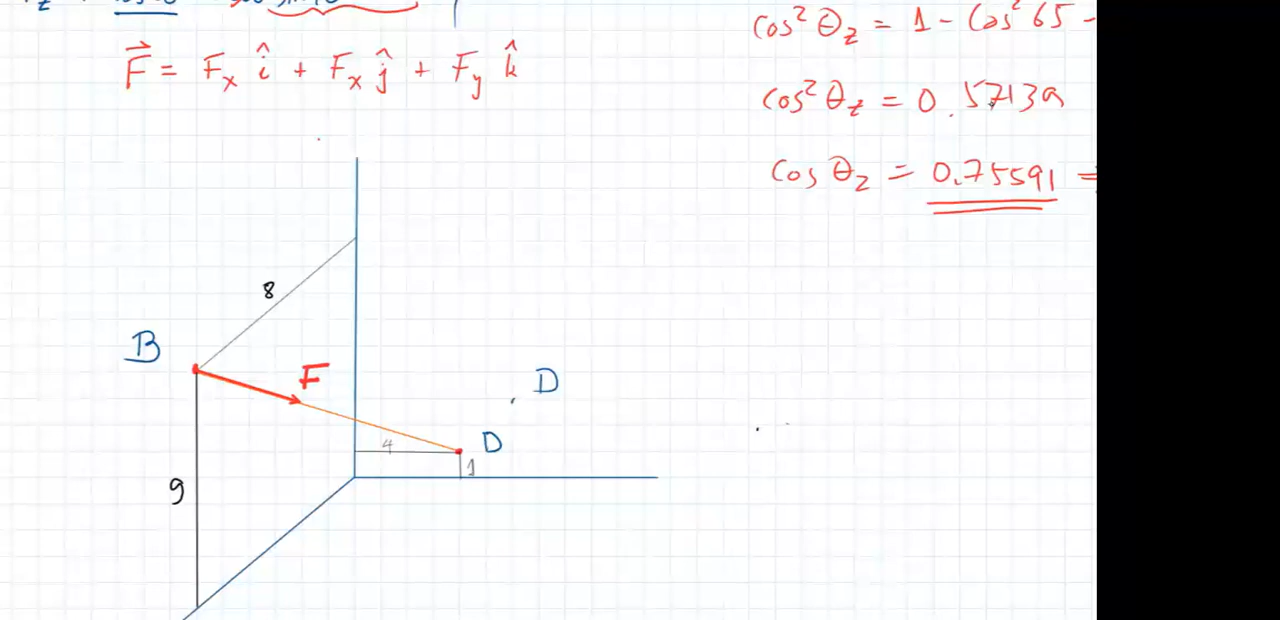 cos² θz = 1 - Cos² 65 -
F⃗ = Fx î + Fx ĵ + Fy k̂
cos² θz = 0.57139
Cos θz = 0.75591 =
8
B
F
D
4
D
1
9